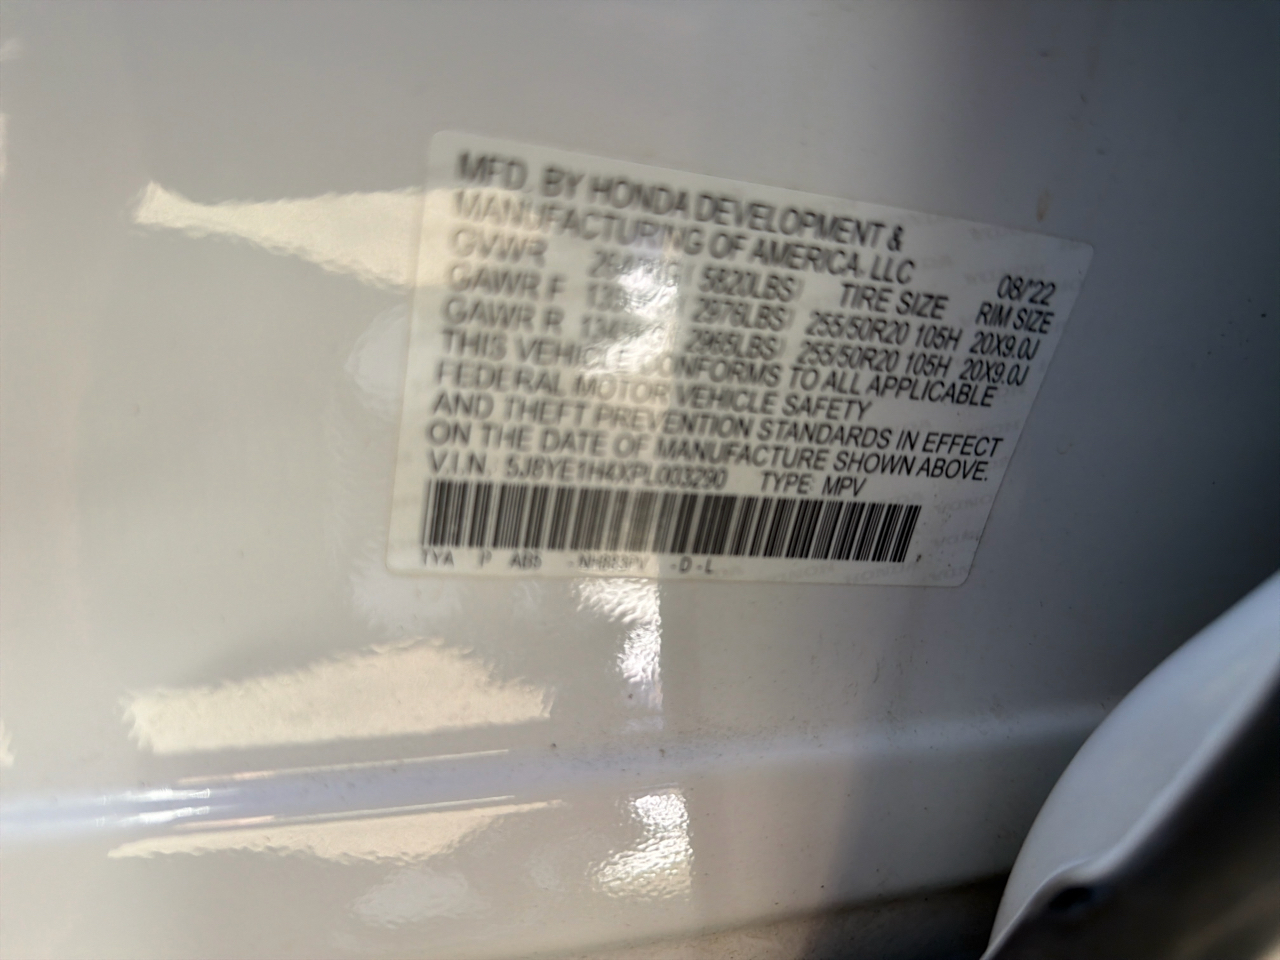 MFD. BY HONDA DEVELOPMENT &
MANUFACTURING OF AMERICA, LLC 08/22
GVWR 5820LBS) TIRE SIZE RIM SIZE
GAWR F 2976LBS) 255/50R20 105H 20X9.0J
GAWR R 2965LBS) 255/50R20 105H 20X9.0J
THIS VEHICLE CONFORMS TO ALL APPLICABLE
FEDERAL MOTOR VEHICLE SAFETY
AND THEFT PREVENTION STANDARDS IN EFFECT
ON THE DATE OF MANUFACTURE SHOWN ABOVE.
V.I.N. 5J8YE1H4XPL003290 TYPE: MPV
TYA P AB5 - NH883PV - D - L